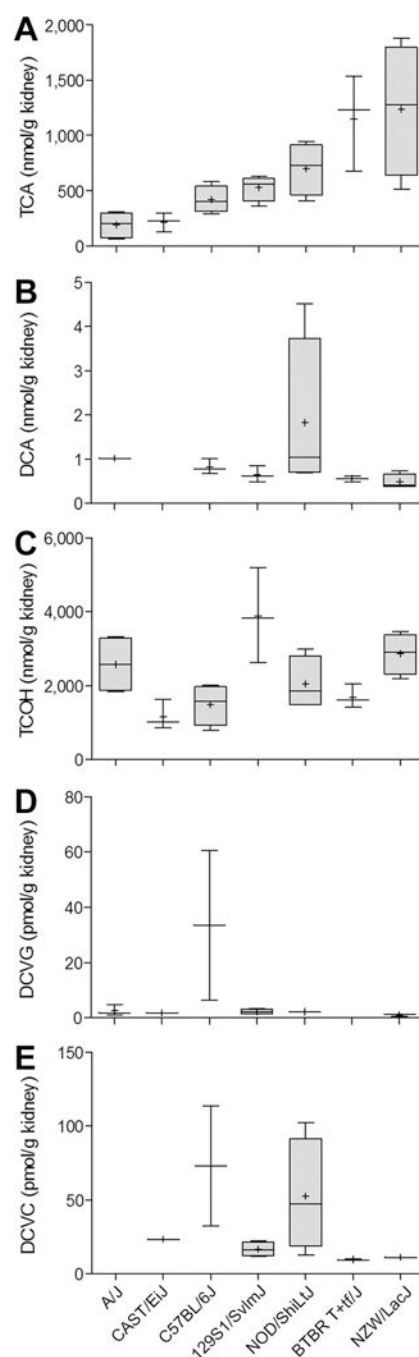 A
TCA (nmol/g kidney)
2,000
1,500
1,000
500
0
B
DCA (nmol/g kidney)
5
4
3
2
1
0
C
TCOH (nmol/g kidney)
6,000
4,000
2,000
0
D
DCVG (pmol/g kidney)
80
60
40
20
0
E
DCVC (pmol/g kidney)
150
100
50
0
A/J
CAST/EiJ
C57BL/6J
129S1/SvImJ
NOD/ShiLtJ
BTBR T+tf/J
NZW/LacJ